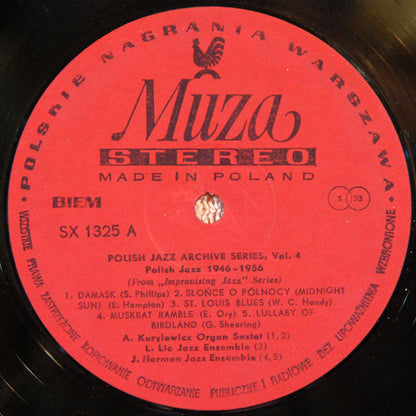 • POLSKIE NAGRANIA WARSZAWA •
Muza
STEREO
MADE IN POLAND
BIEM
S 33
SX 1325 A
POLISH JAZZ ARCHIVE SERIES, Vol. 4
Polish Jazz 1946-1956
(From „Improvising Jazz" Series)
1. DAMASK (S. Phillips) 2. SŁOŃCE O PÓŁNOCY (MIDNIGHT
SUN) (E. Hampton) 3. ST. LOUIS BLUES (W. C. Handy)
4. MUSKRAT RAMBLE (E. Ory) 5. LULLABY OF
BIRDLAND (G. Shearing)
A. Kurylewicz Organ Sextet (1, 2)
L. Lic Jazz Ensemble (3)
J. Herman Jazz Ensemble (4, 5)
WSZELKIE PRAWA ZASTRZEŻONE KOPIOWANIE ODTWARZANIE PUBLICZNE I RADIOWE BEZ UPOWAŻNIENIA WZBRONIONE